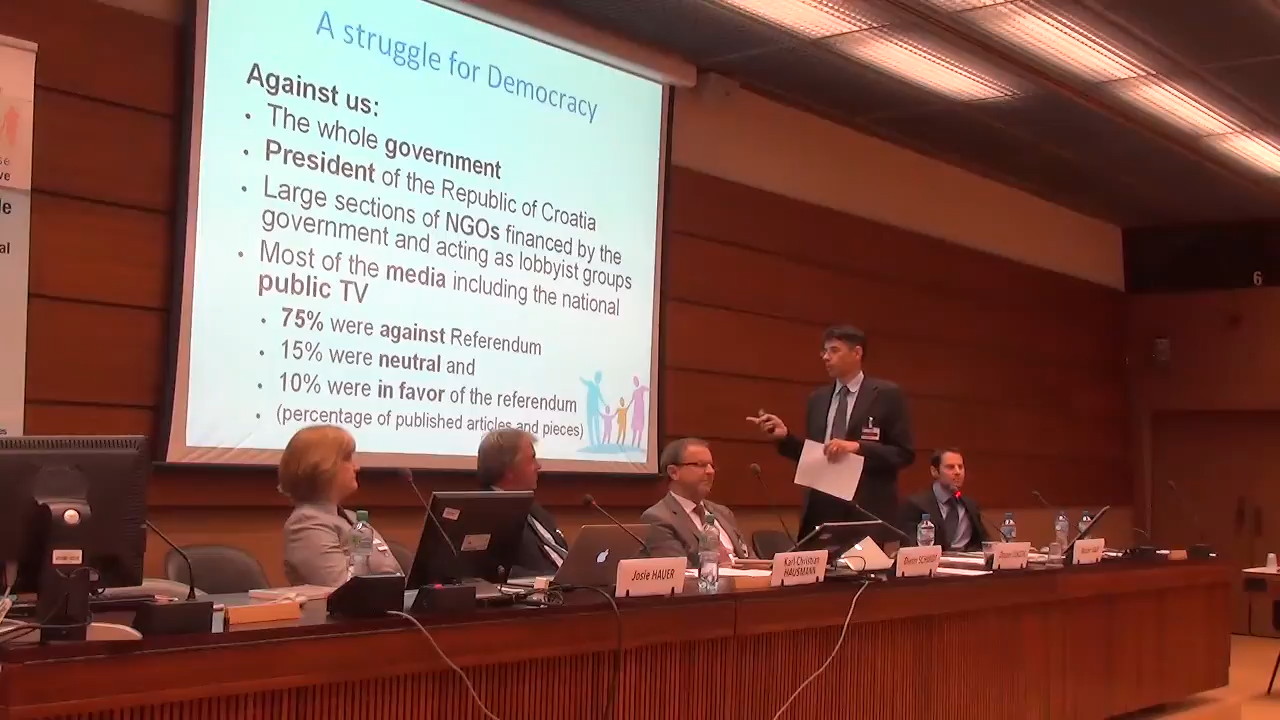 A struggle for Democracy
Against us:
• The whole government
• President of the Republic of Croatia
• Large sections of NGOs financed by the
government and acting as lobbyist groups
• Most of the media including the national
public TV
• 75% were against Referendum
• 15% were neutral and
• 10% were in favor of the referendum
• (percentage of published articles and pieces)
6
Josie HAUER
Karl-Christian
HAUSMANN